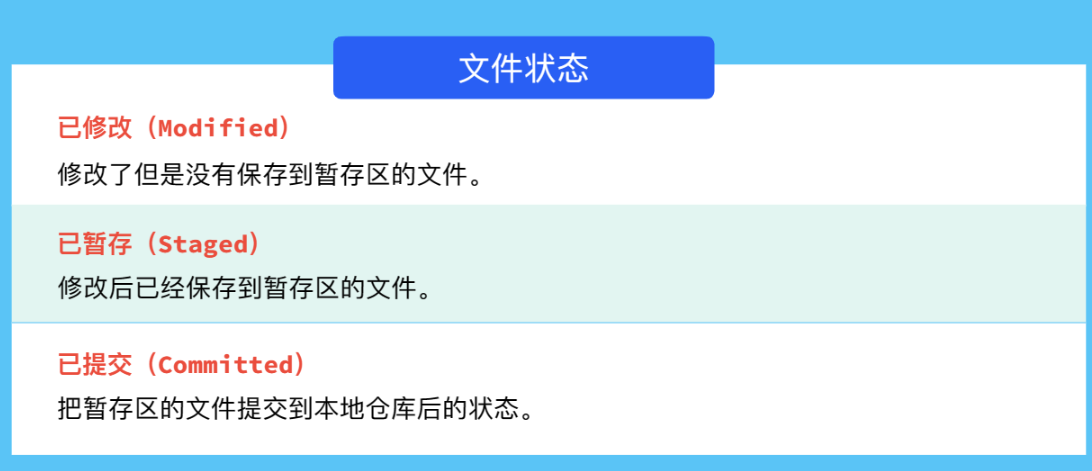 文件状态
已修改（Modified）
修改了但是没有保存到暂存区的文件。
已暂存（Staged）
修改后已经保存到暂存区的文件。
已提交（Committed）
把暂存区的文件提交到本地仓库后的状态。